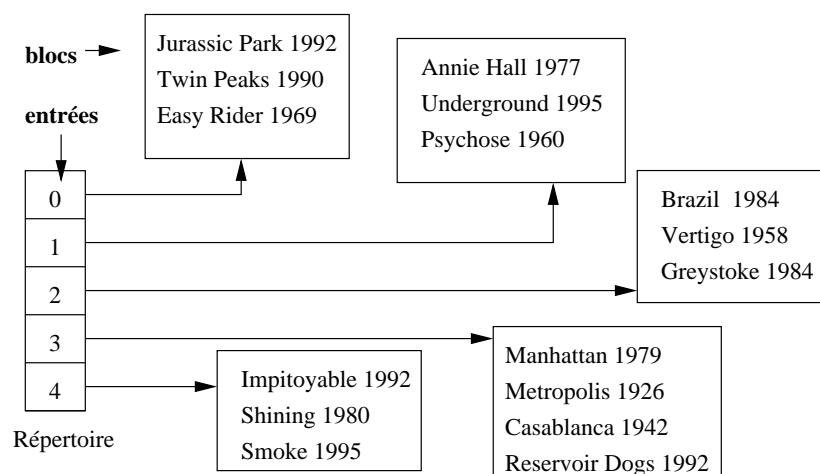 blocs
entrées
Jurassic Park 1992
Twin Peaks 1990
Easy Rider 1969
Annie Hall 1977
Underground 1995
Psychose 1960
Brazil 1984
Vertigo 1958
Greystoke 1984
0
1
2
3
4
Répertoire
Impitoyable 1992
Shining 1980
Smoke 1995
Manhattan 1979
Metropolis 1926
Casablanca 1942
Reservoir Dogs 1992